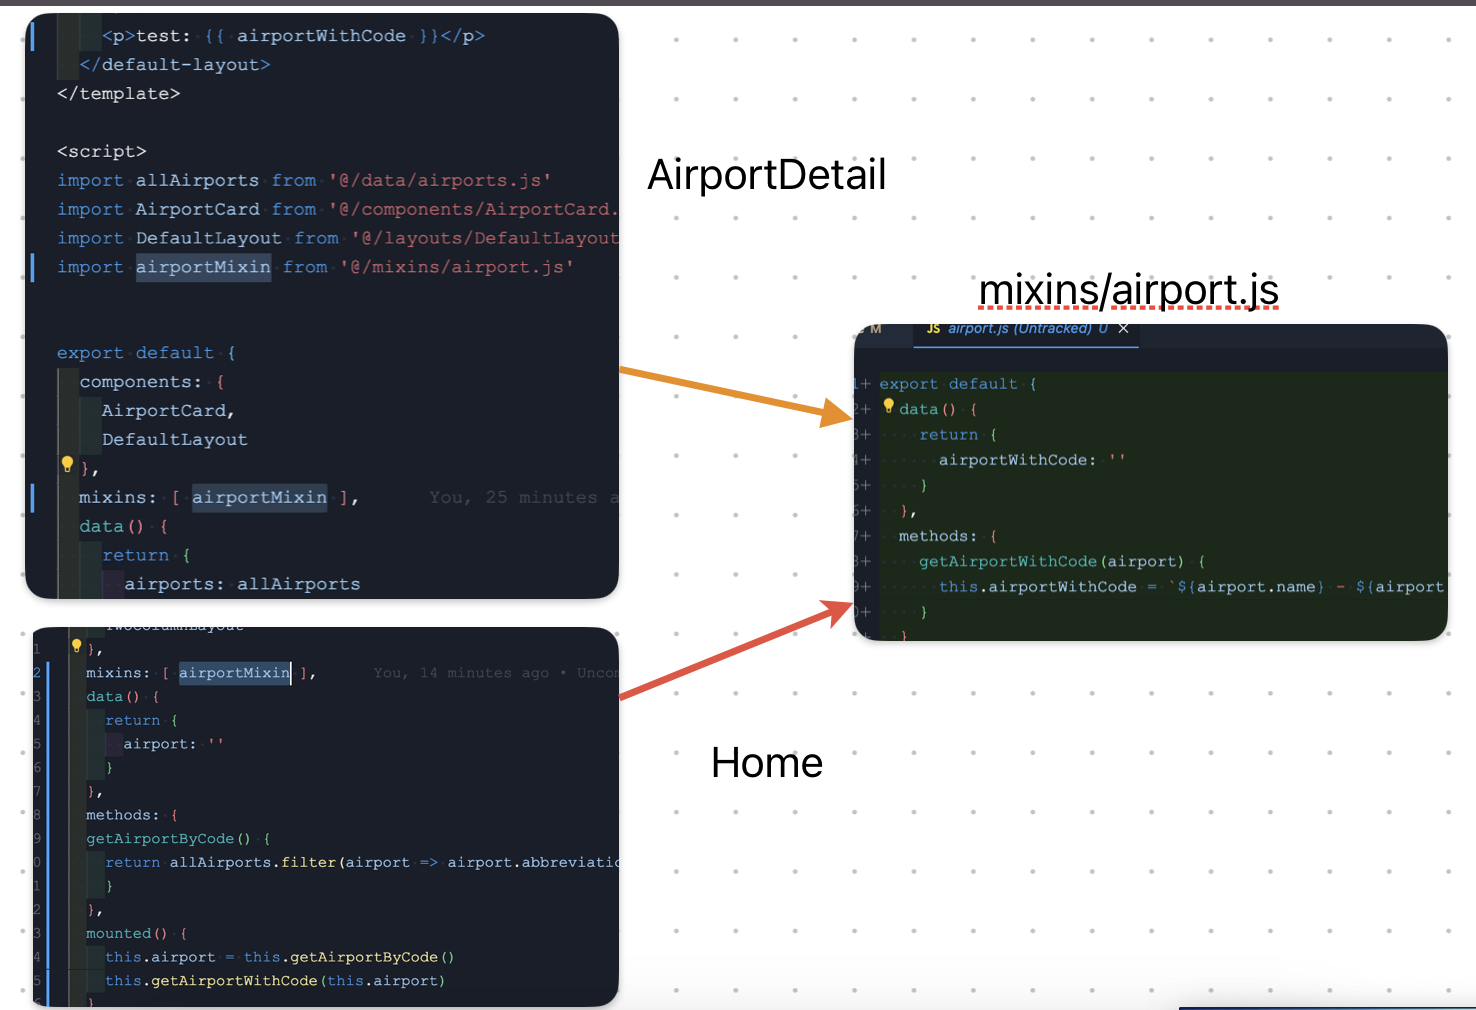 <p>test: {{ airportWithCode }}</p>
</default-layout>
</template>
<script>
import allAirports from '@/data/airports.js'
import AirportCard from '@/components/AirportCard.
import DefaultLayout from '@/layouts/DefaultLayout
import airportMixin from '@/mixins/airport.js'
export default {
components: {
AirportCard,
DefaultLayout
},
mixins: [ airportMixin ], You, 25 minutes a
data() {
return {
airports: allAirports
AirportDetail
mixins/airport.js
e M JS airport.js (Untracked) U ×
1+ export default {
2+ data() {
3+ return {
4+ airportWithCode: ''
5+ }
6+ },
7+ methods: {
8+ getAirportWithCode(airport) {
9+ this.airportWithCode = `${airport.name} - ${airport
0+ }
+ }
TwoColumnLayout
1 },
2 mixins: [ airportMixin ], You, 14 minutes ago • Uncom
3 data() {
4 return {
5 airport: ''
6 }
7 },
8 methods: {
9 getAirportByCode() {
0 return allAirports.filter(airport => airport.abbreviatio
1 }
2 },
3 mounted() {
4 this.airport = this.getAirportByCode()
5 this.getAirportWithCode(this.airport)
6 }
Home